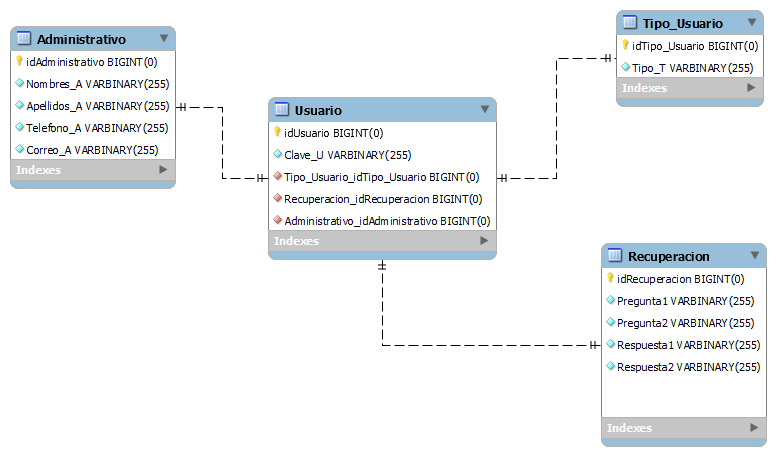 Administrativo
idAdministrativo BIGINT(0)
Nombres_A VARBINARY(255)
Apellidos_A VARBINARY(255)
Telefono_A VARBINARY(255)
Correo_A VARBINARY(255)
Indexes
Usuario
idUsuario BIGINT(0)
Clave_U VARBINARY(255)
Tipo_Usuario_idTipo_Usuario BIGINT(0)
Recuperacion_idRecuperacion BIGINT(0)
Administrativo_idAdministrativo BIGINT(0)
Indexes
Tipo_Usuario
idTipo_Usuario BIGINT(0)
Tipo_T VARBINARY(255)
Indexes
Recuperacion
idRecuperacion BIGINT(0)
Pregunta1 VARBINARY(255)
Pregunta2 VARBINARY(255)
Respuesta1 VARBINARY(255)
Respuesta2 VARBINARY(255)
Indexes